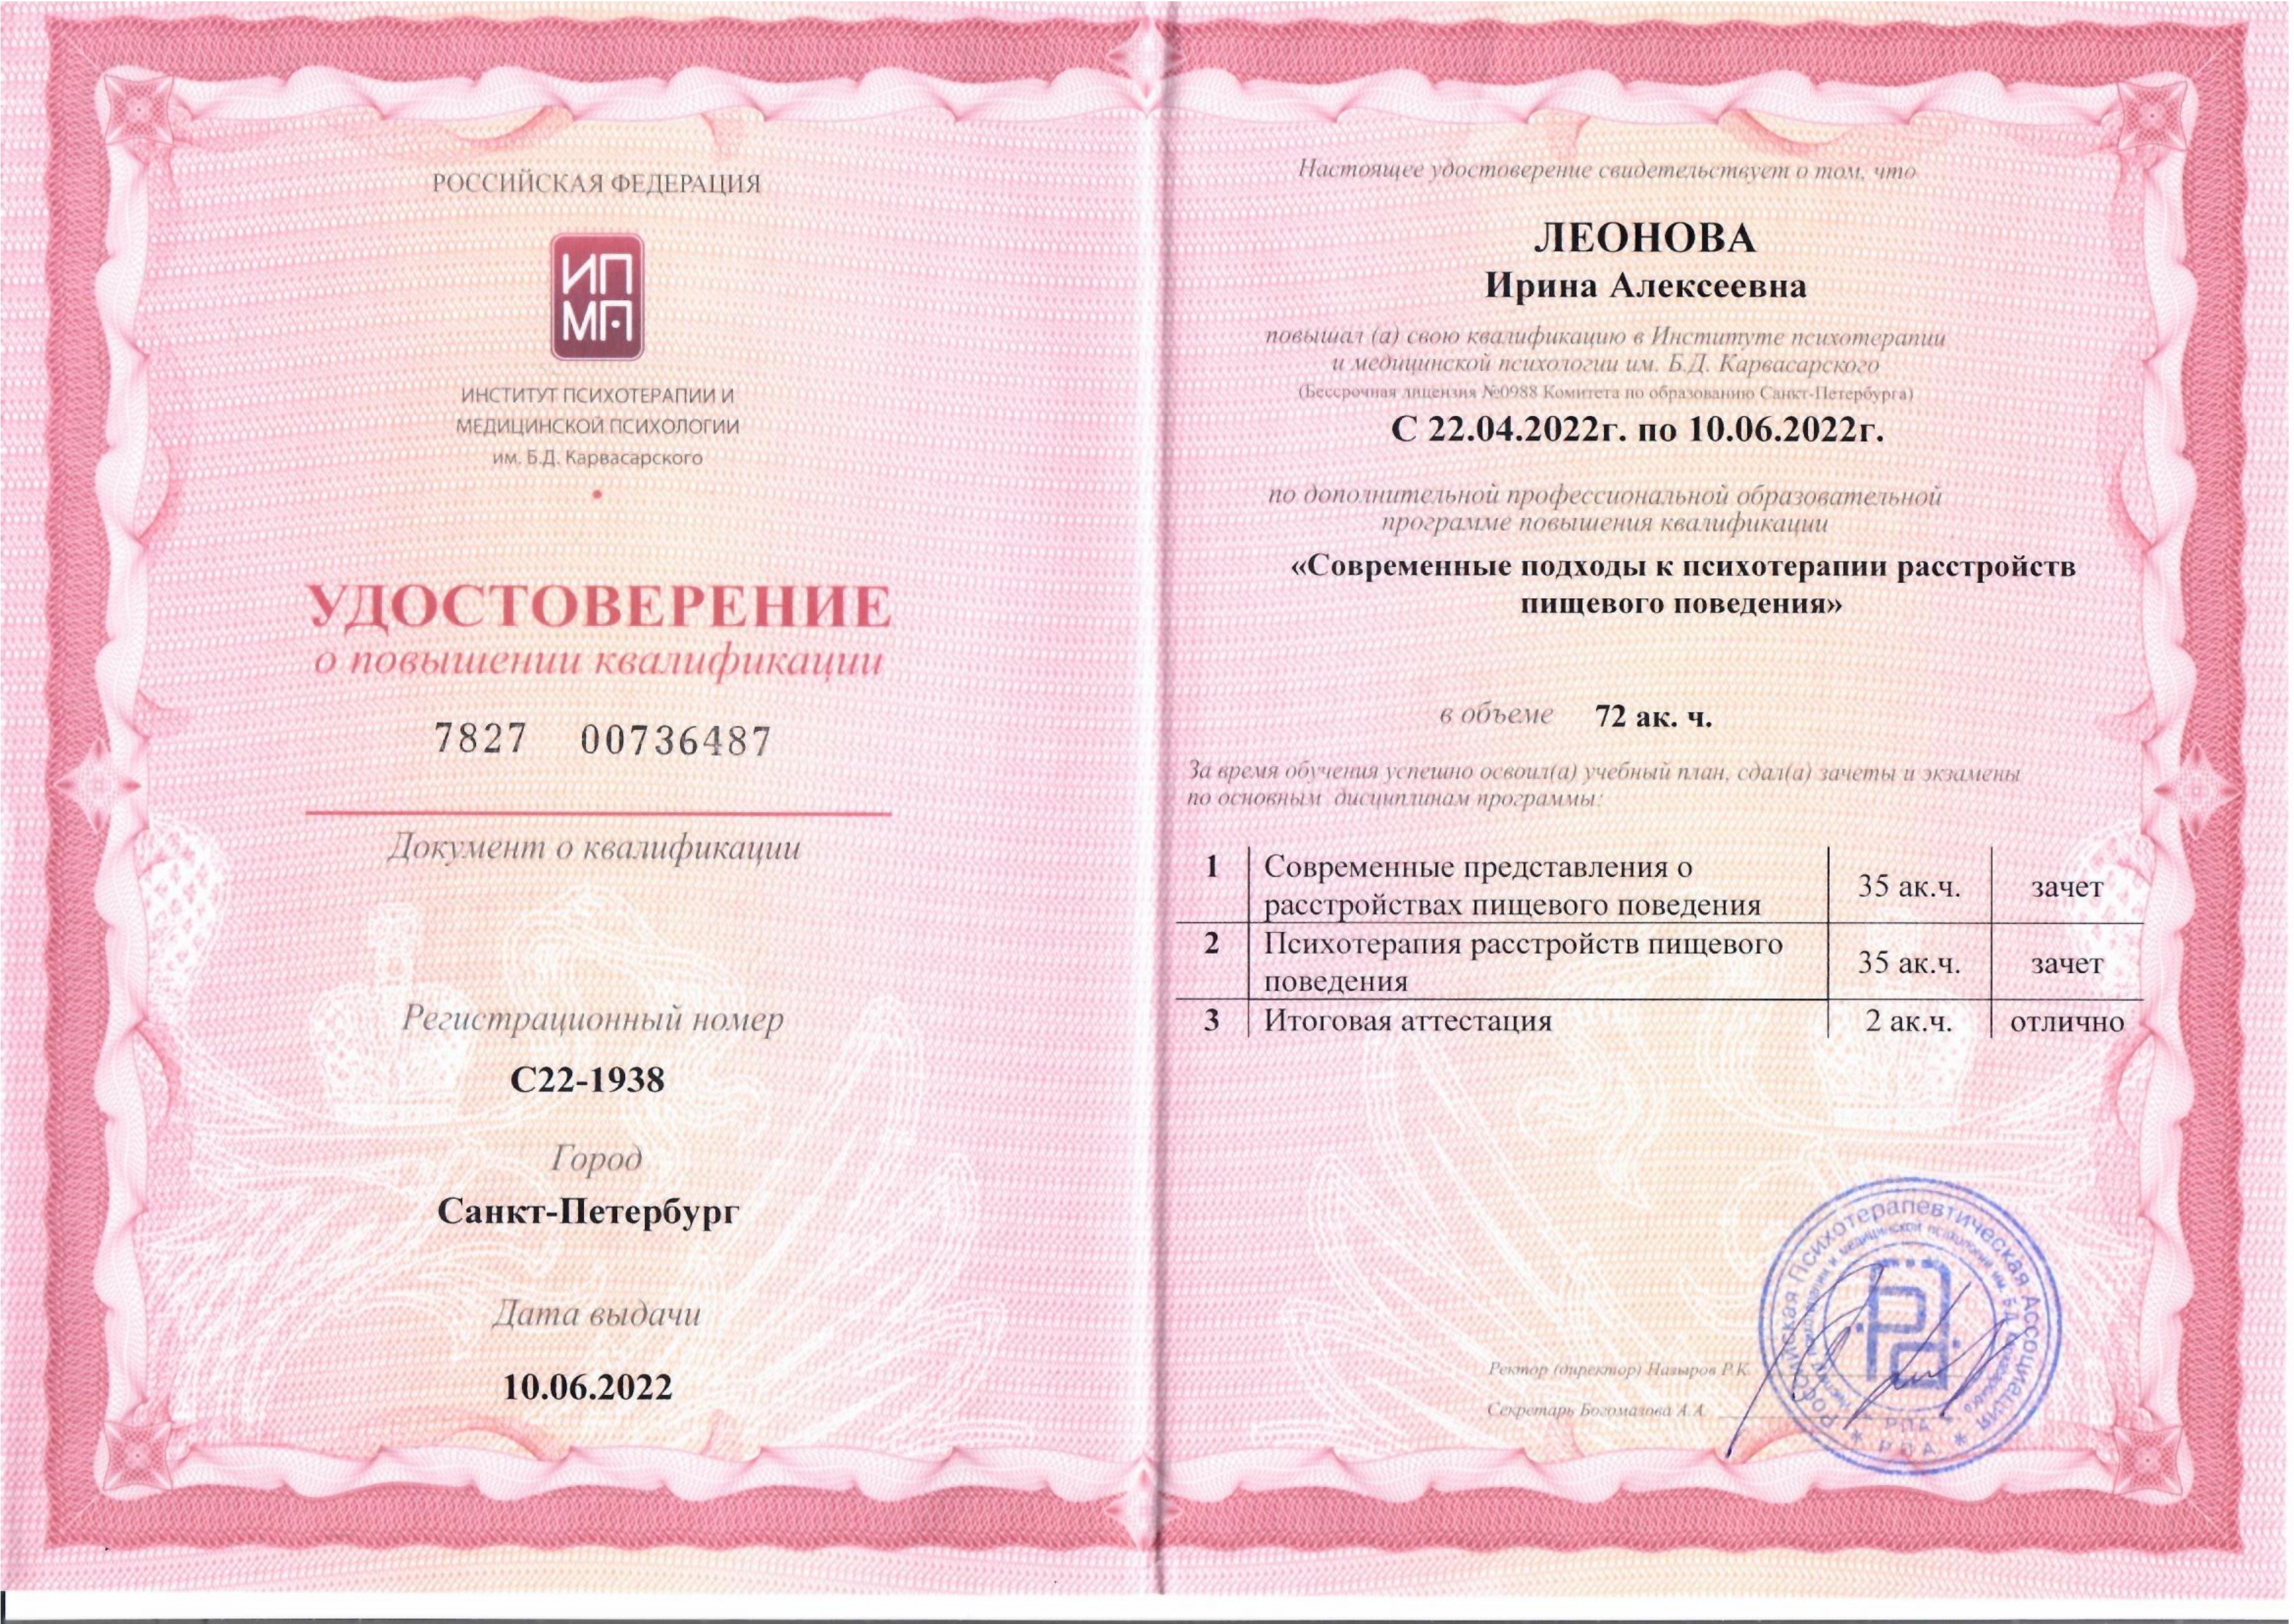 РОССИЙСКАЯ ФЕДЕРАЦИЯ
ИП
МП
ИНСТИТУТ ПСИХОТЕРАПИИ И
МЕДИЦИНСКОЙ ПСИХОЛОГИИ
им. Б.Д. Карвасарского
УДОСТОВЕРЕНИЕ
о повышении квалификации
7827 00736487
Документ о квалификации
Регистрационный номер
С22-1938
Город
Санкт-Петербург
Дата выдачи
10.06.2022
Настоящее удостоверение свидетельствует о том, что
ЛЕОНОВА
Ирина Алексеевна
повышал (а) свою квалификацию в Институте психотерапии
и медицинской психологии им. Б.Д. Карвасарского
(Бессрочная лицензия №0988 Комитета по образованию Санкт-Петербурга)
С 22.04.2022г. по 10.06.2022г.
по дополнительной профессиональной образовательной
программе повышения квалификации
«Современные подходы к психотерапии расстройств
пищевого поведения»
в объеме 72 ак. ч.
За время обучения успешно освоил(а) учебный план, сдал(а) зачеты и экзамены
по основным дисциплинам программы:
1 Современные представления о
расстройствах пищевого поведения 35 ак.ч. зачет
2 Психотерапия расстройств пищевого
поведения 35 ак.ч. зачет
3 Итоговая аттестация 2 ак.ч. отлично
Ректор (директор) Назыров Р.К.
Секретарь Богомазова А.А.
Российская Психотерапевтическая Ассоциация
* РПА *
медицинской психологии им. Б.Д.
* РПА *